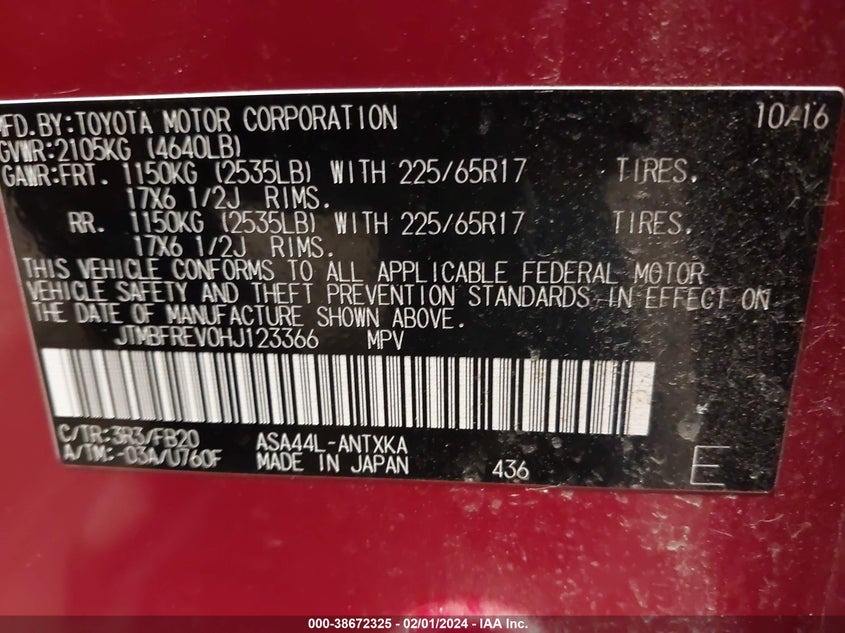 MFD.BY:TOYOTA MOTOR CORPORATION 10/16
GVWR:2105KG (4640LB)
GAWR:FRT. 1150KG (2535LB) WITH 225/65R17 TIRES.
17X6 1/2J RIMS.
RR. 1150KG (2535LB) WITH 225/65R17 TIRES.
17X6 1/2J RIMS.
THIS VEHICLE CONFORMS TO ALL APPLICABLE FEDERAL MOTOR
VEHICLE SAFETY AND THEFT PREVENTION STANDARDS IN EFFECT ON
THE DATE OF MANUFACTURE SHOWN ABOVE.
JTMBFREV0HJ123366 MPV
C/TR:3R3/FB20 ASA44L-ANTXKA
A/TM:-03A/U760F MADE IN JAPAN 436 E
000-38672325 - 02/01/2024 - IAA Inc.